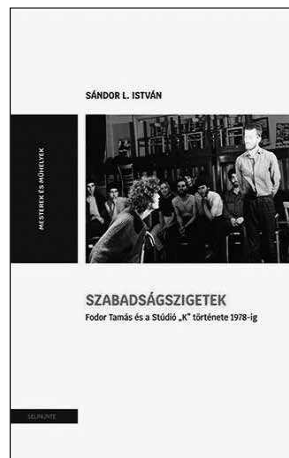 SÁNDOR L. ISTVÁN
MESTEREK ÉS MŰHELYEK
SZABADSÁGSZIGETEK
Fodor Tamás és a Stúdió „K” története 1978-ig
SELINUNTE